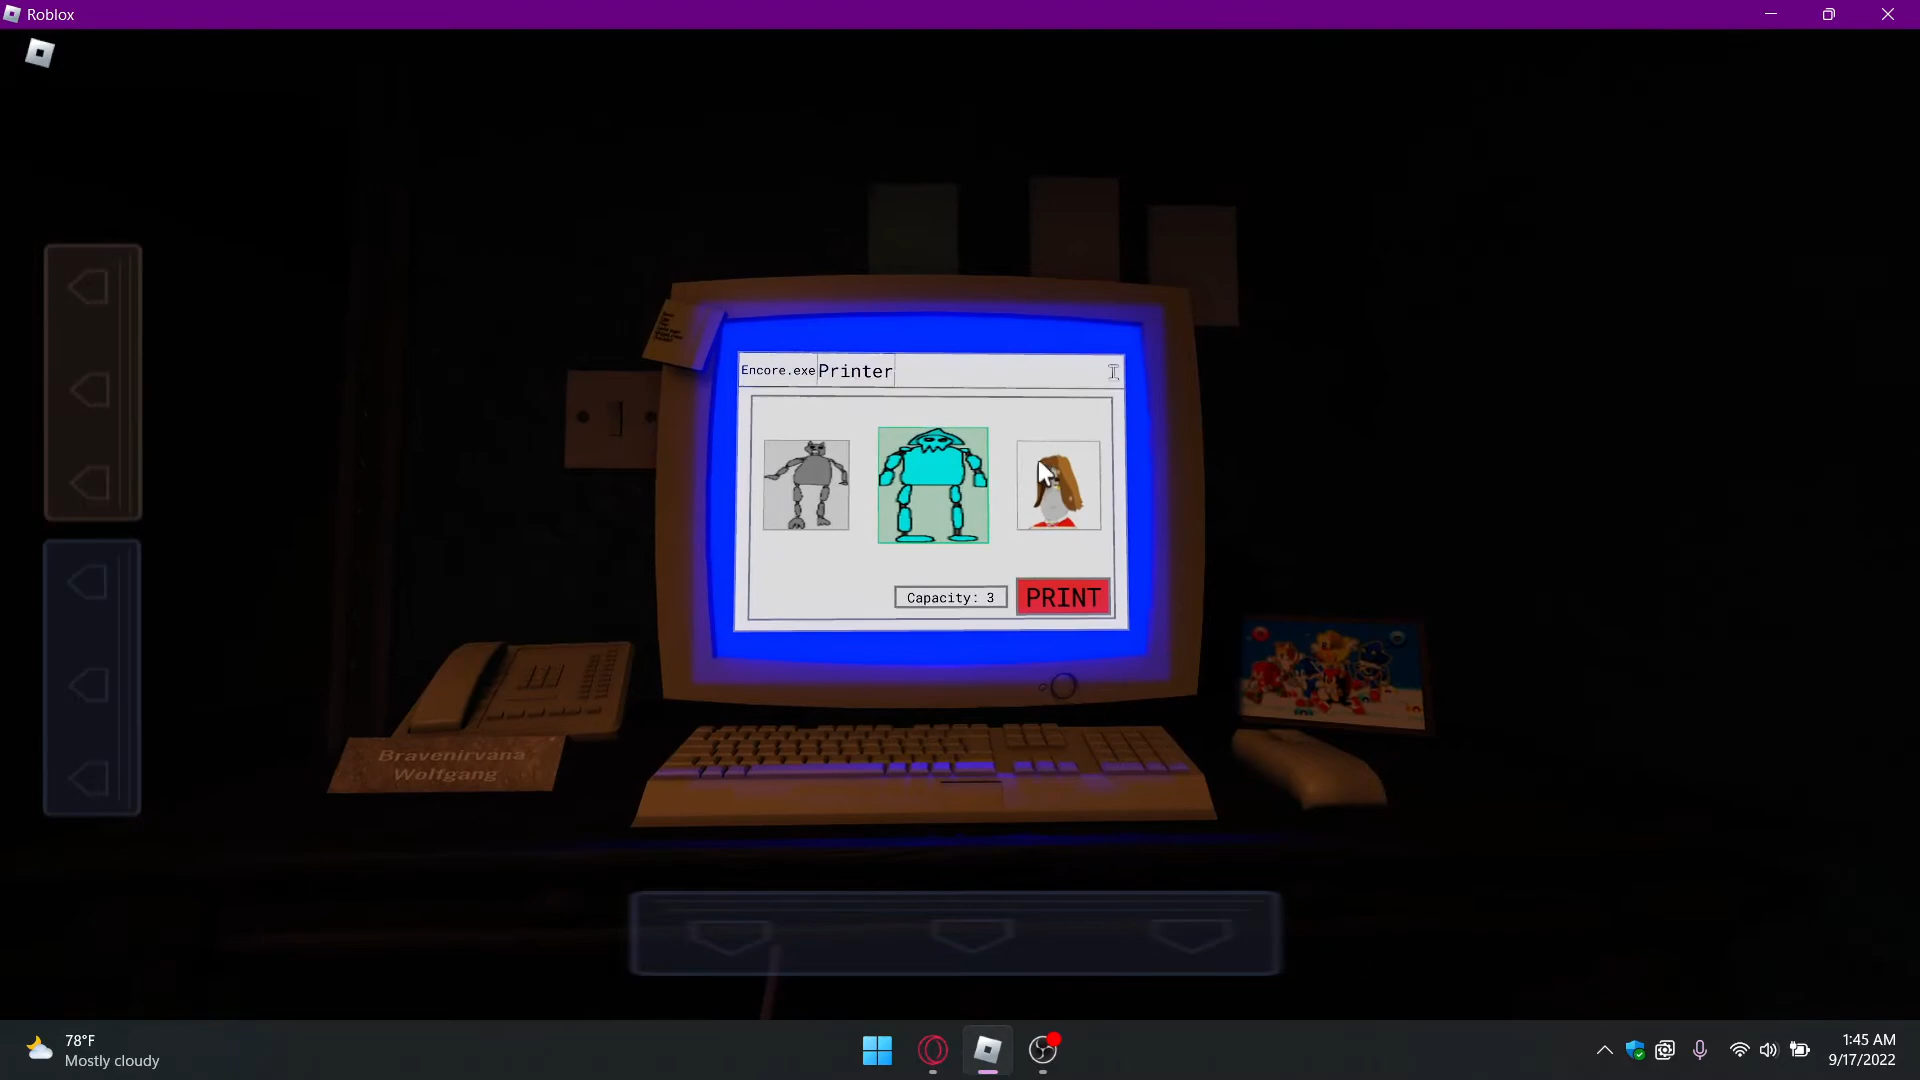 Roblox
Encore.exe Printer
Capacity: 3 PRINT
Bravenirvana
Wolfgang
78°F
Mostly cloudy
1:45 AM
9/17/2022